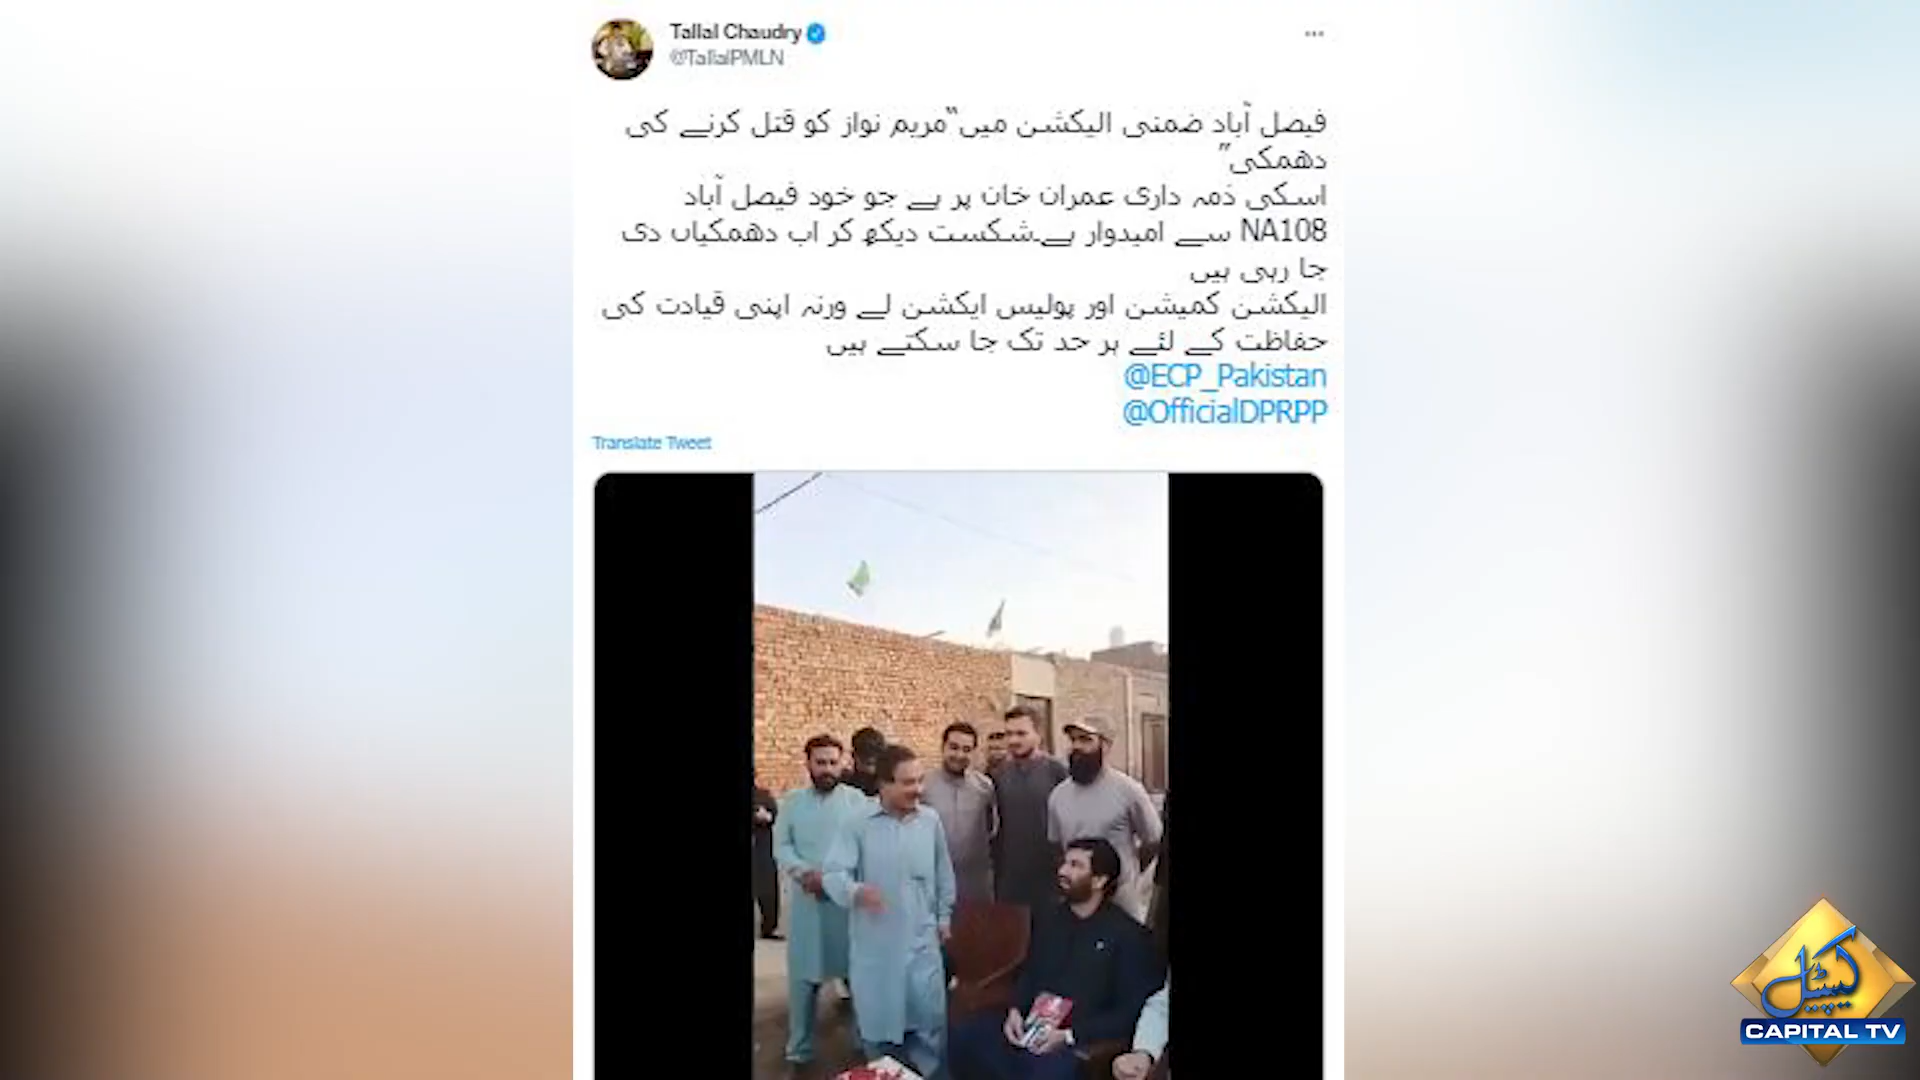 Tallal Chaudry
@TallalPMLN
فیصل آباد ضمنی الیکشن میں“مریم نواز کو قتل کرنے کی
دھمکی”
اسکی ذمہ داری عمران خان پر ہے جو خود فیصل آباد
NA108 سے امیدوار ہے۔شکست دیکھ کر اب دھمکیاں دی
جا رہی ہیں
الیکشن کمیشن اور پولیس ایکشن لے ورنہ اپنی قیادت کی
حفاظت کے لئے ہر حد تک جا سکتے ہیں
@ECP_Pakistan
@OfficialDPRPP
Translate Tweet
کیپیٹل
CAPITAL TV